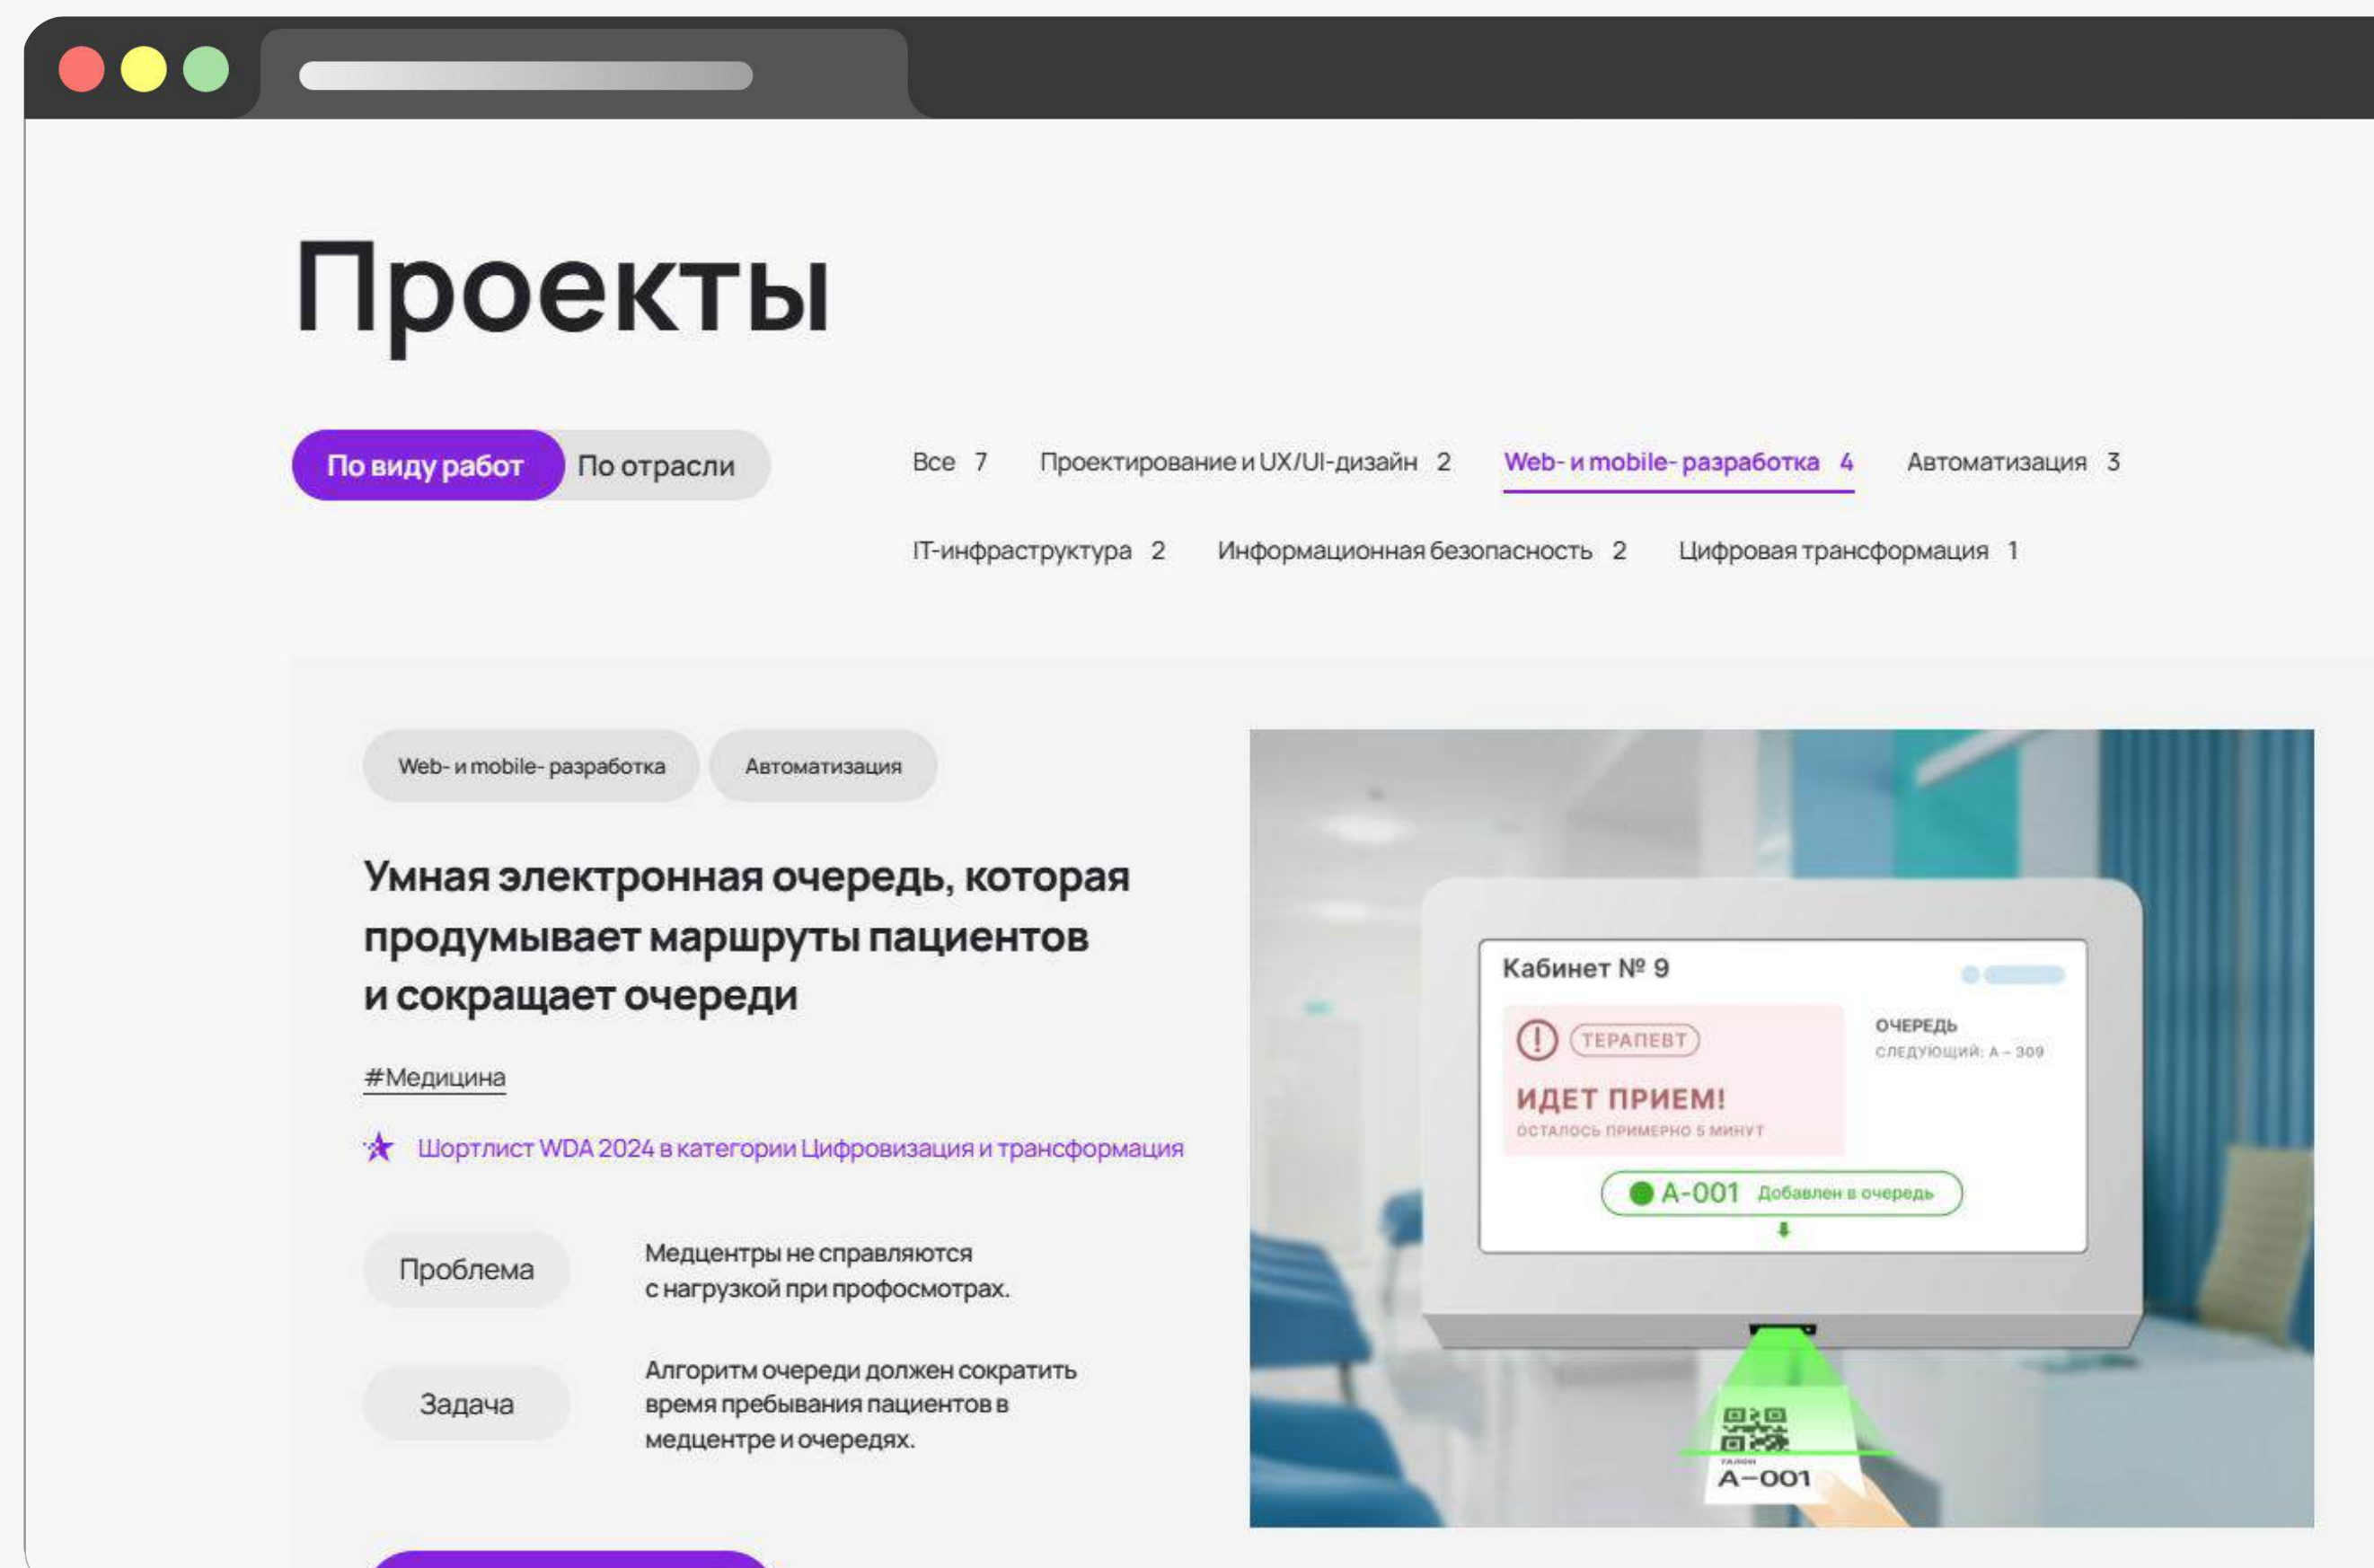 Проекты
По виду работ По отрасли
Все 7 Проектирование и UX/UI-дизайн 2 Web- и mobile- разработка 4 Автоматизация 3
IT-инфраструктура 2 Информационная безопасность 2 Цифровая трансформация 1
Web- и mobile- разработка Автоматизация
Умная электронная очередь, которая
продумывает маршруты пациентов
и сокращает очереди
#Медицина
Шортлист WDA 2024 в категории Цифровизация и трансформация
Проблема
Медцентры не справляются
с нагрузкой при профосмотрах.
Задача
Алгоритм очереди должен сократить
время пребывания пациентов в
медцентре и очередях.
Кабинет № 9
ТЕРАПЕВТ
ИДЕТ ПРИЕМ!
ОСТАЛОСЬ ПРИМЕРНО 5 МИНУТ
ОЧЕРЕДЬ
СЛЕДУЮЩИЙ: А – 309
А-001 Добавлен в очередь
ТАЛОН
А-001